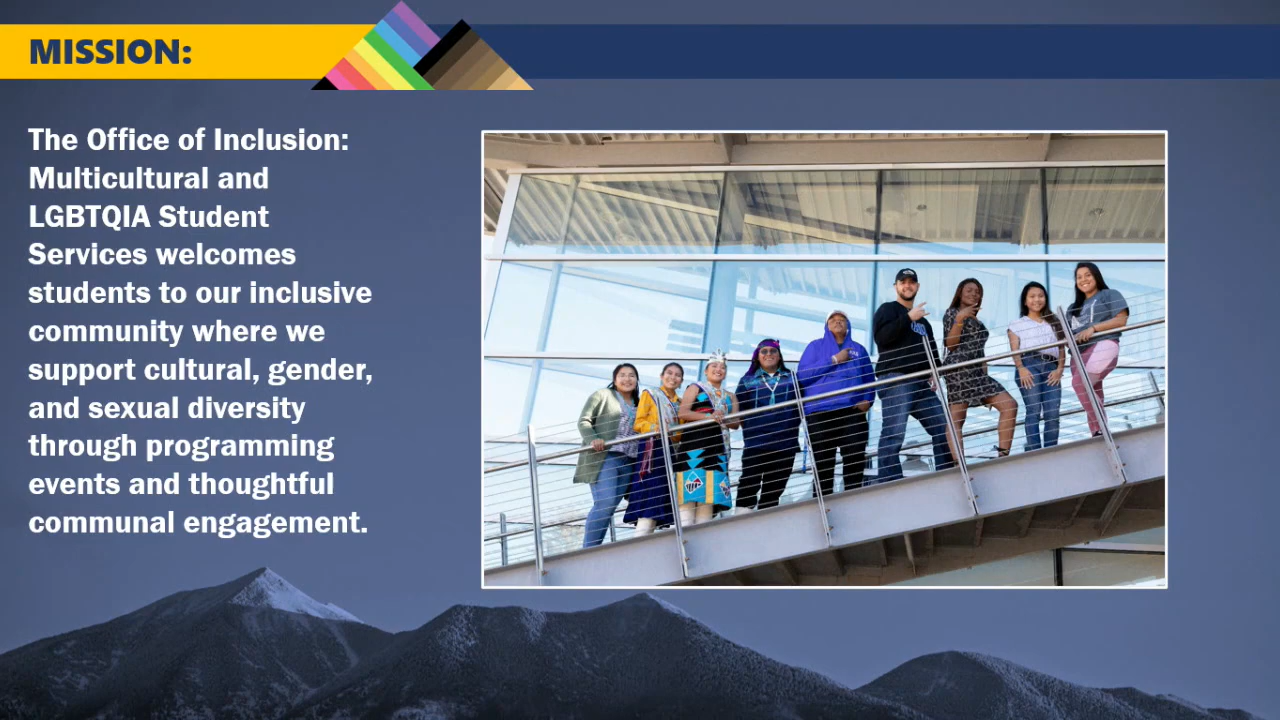 MISSION:
The Office of Inclusion:
Multicultural and
LGBTQIA Student
Services welcomes
students to our inclusive
community where we
support cultural, gender,
and sexual diversity
through programming
events and thoughtful
communal engagement.